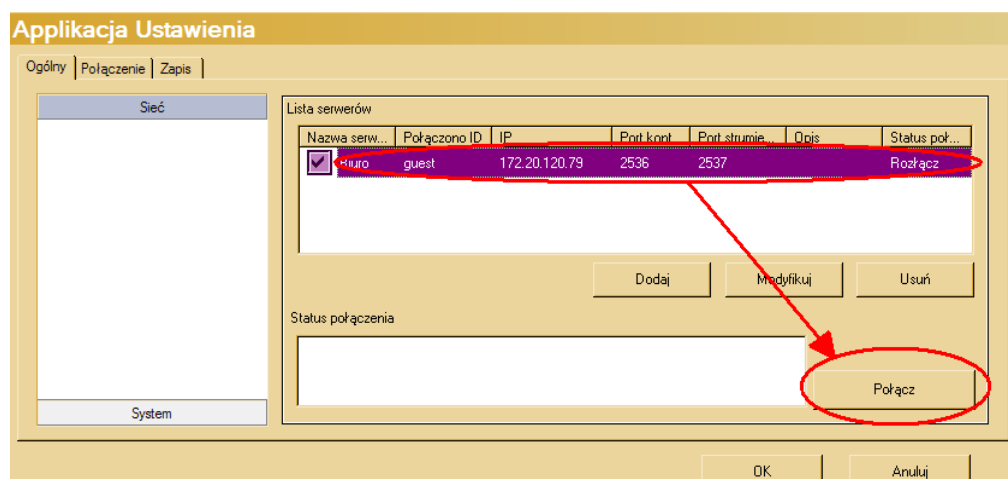 Applikacja Ustawienia
Ogólny Połączenie Zapis
Sieć
Lista serwerów
Nazwa serw... Połączono ID IP Port kont... Port strumie... Opis Status poł...
Biuro guest 172.20.120.79 2536 2537 Rozłącz
Dodaj Modyfikuj Usuń
Status połączenia
Połącz
System
OK Anuluj